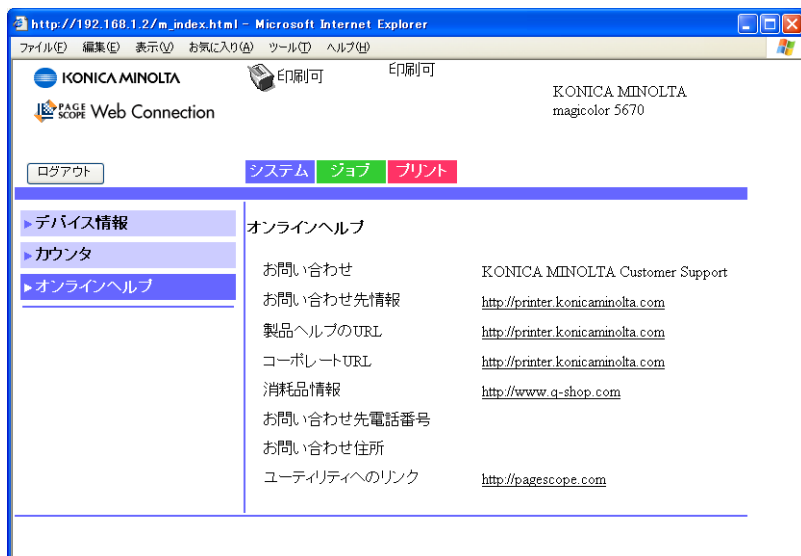 http://192.168.1.2/m_index.html - Microsoft Internet Explorer
ファイル(F) 編集(E) 表示(V) お気に入り(A) ツール(T) ヘルプ(H)
KONICA MINOLTA
印刷可
印刷可
PAGE SCOPE Web Connection
KONICA MINOLTA
magicolor 5670
ログアウト
システム ジョブ プリント
デバイス情報
カウンタ
オンラインヘルプ
オンラインヘルプ
お問い合わせ KONICA MINOLTA Customer Support
お問い合わせ先情報 http://printer.konicaminolta.com
製品ヘルプのURL http://printer.konicaminolta.com
コーポレートURL http://printer.konicaminolta.com
消耗品情報 http://www.q-shop.com
お問い合わせ先電話番号
お問い合わせ住所
ユーティリティへのリンク http://pagescope.com